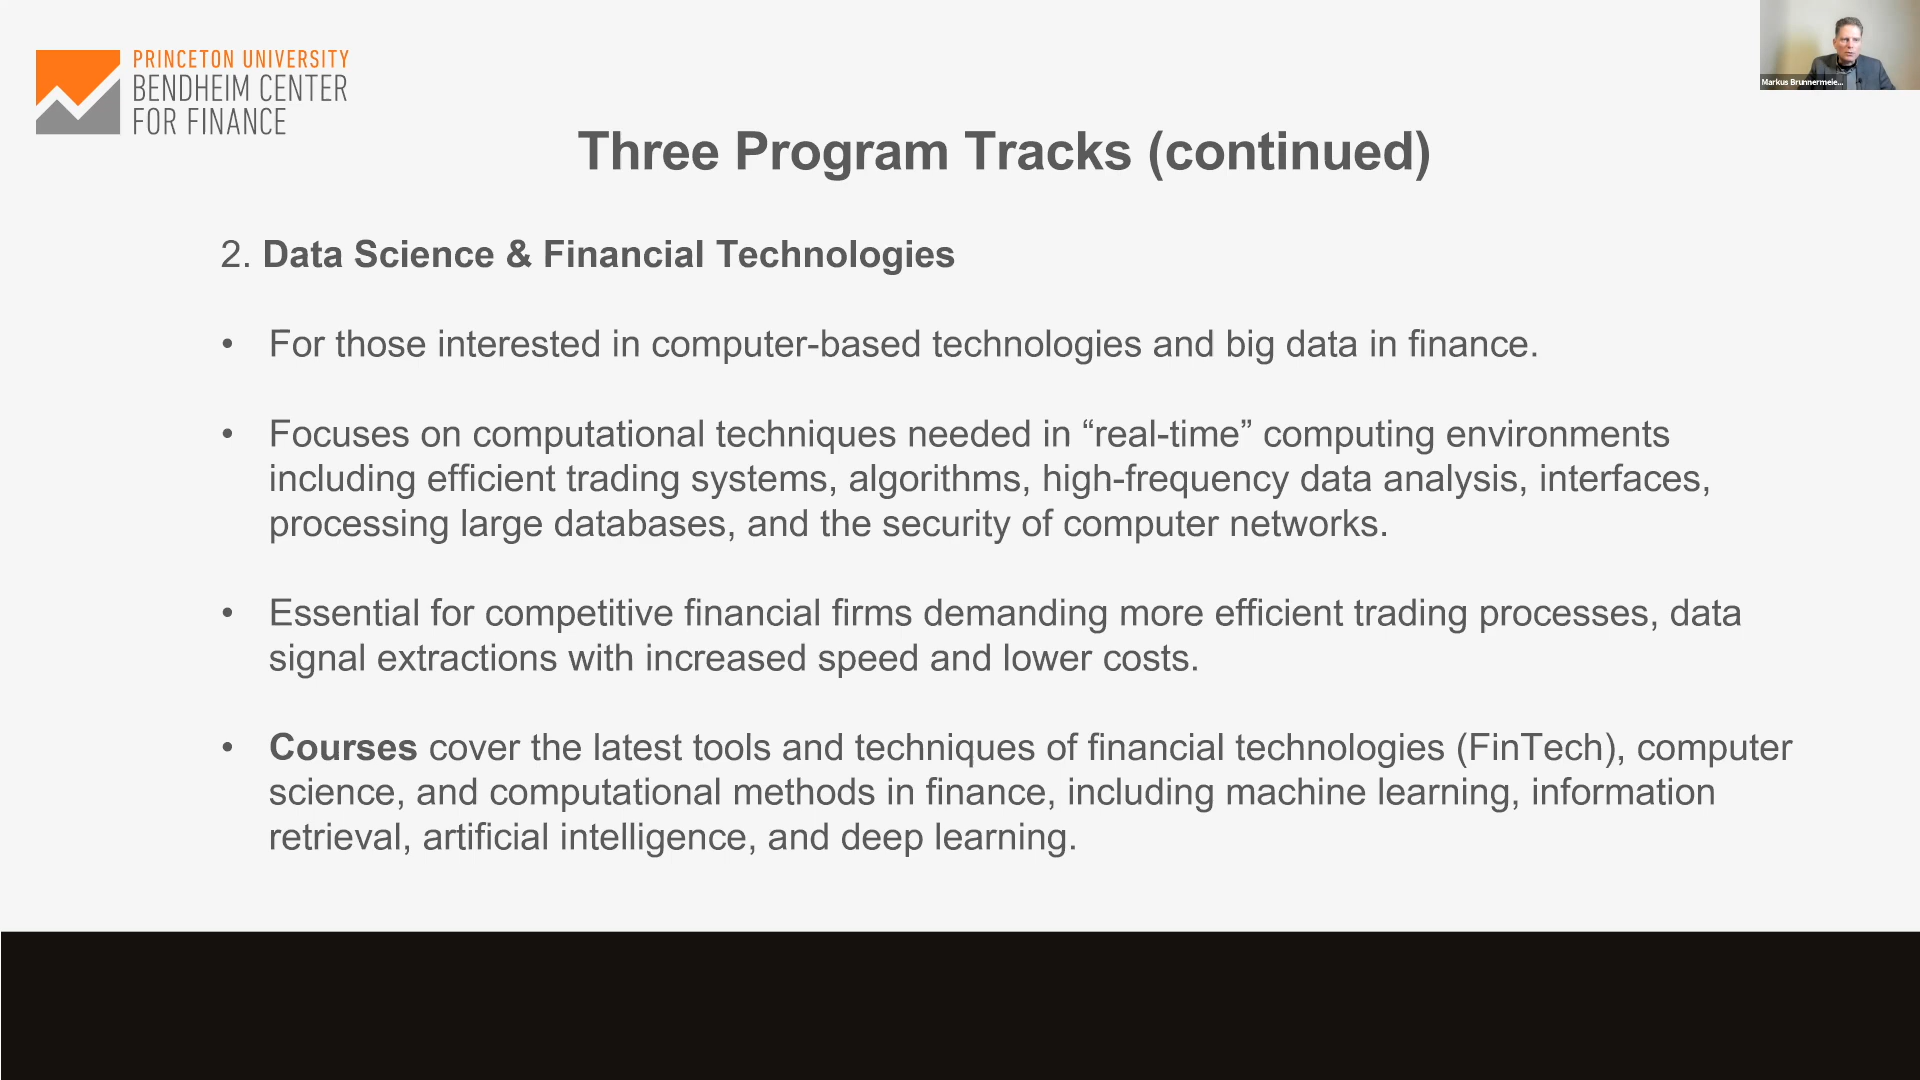 PRINCETON UNIVERSITY
BENDHEIM CENTER
FOR FINANCE
Markus Brunnermeie...
Three Program Tracks (continued)
2. Data Science & Financial Technologies
• For those interested in computer-based technologies and big data in finance.
• Focuses on computational techniques needed in “real-time” computing environments
including efficient trading systems, algorithms, high-frequency data analysis, interfaces,
processing large databases, and the security of computer networks.
• Essential for competitive financial firms demanding more efficient trading processes, data
signal extractions with increased speed and lower costs.
• Courses cover the latest tools and techniques of financial technologies (FinTech), computer
science, and computational methods in finance, including machine learning, information
retrieval, artificial intelligence, and deep learning.